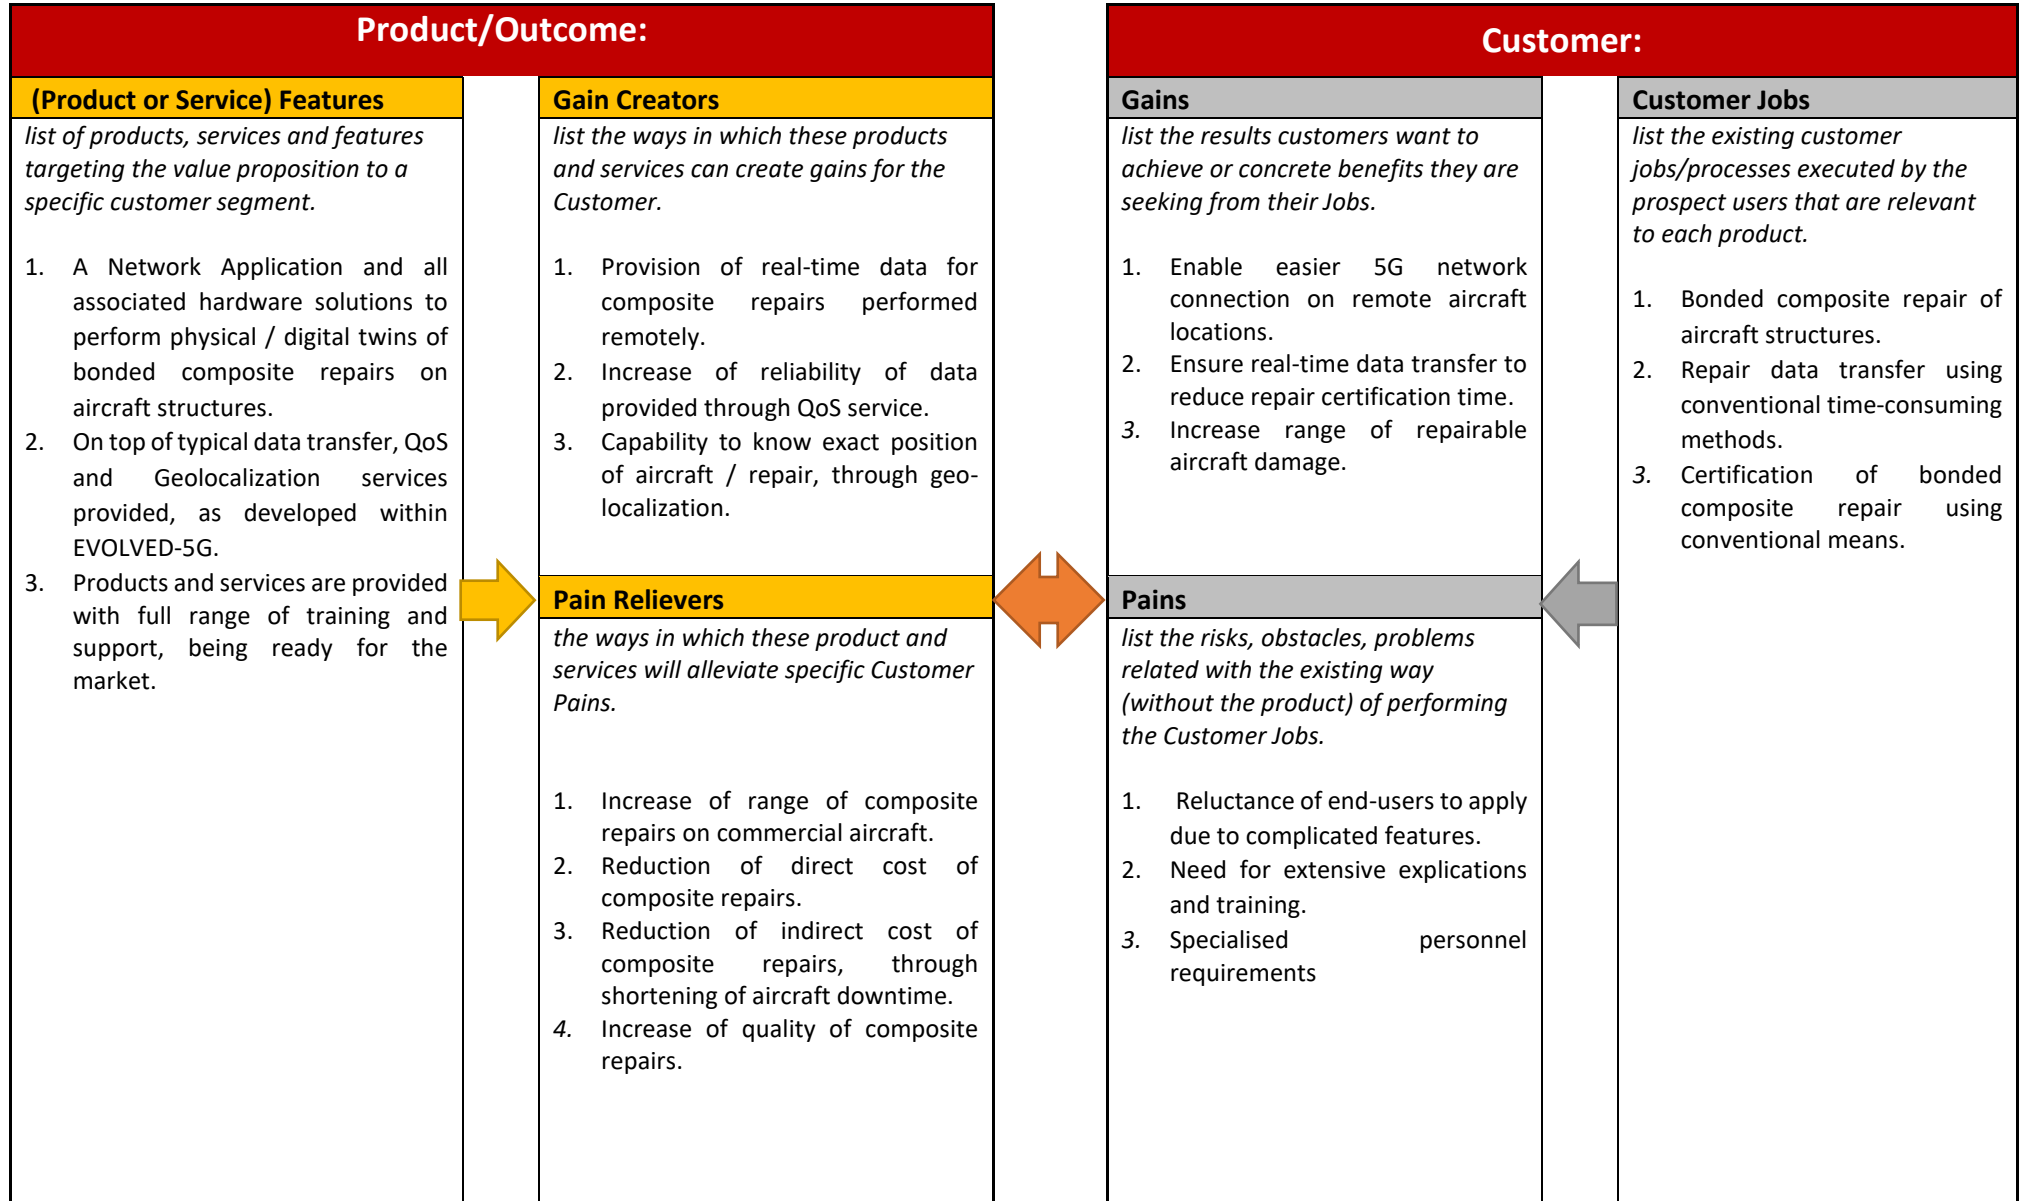 Product/Outcome:
(Product or Service) Features
list of products, services and features
targeting the value proposition to a
specific customer segment.
1. A Network Application and all
associated hardware solutions to
perform physical / digital twins of
bonded composite repairs on
aircraft structures.
2. On top of typical data transfer, QoS
and Geolocalization services
provided, as developed within
EVOLVED-5G.
3. Products and services are provided
with full range of training and
support, being ready for the
market.
Gain Creators
list the ways in which these products
and services can create gains for the
Customer.
1. Provision of real-time data for
composite repairs performed
remotely.
2. Increase of reliability of data
provided through QoS service.
3. Capability to know exact position
of aircraft / repair, through geo-
localization.
Pain Relievers
the ways in which these product and
services will alleviate specific Customer
Pains.
1. Increase of range of composite
repairs on commercial aircraft.
2. Reduction of direct cost of
composite repairs.
3. Reduction of indirect cost of
composite repairs, through
shortening of aircraft downtime.
4. Increase of quality of composite
repairs.
Customer:
Gains
list the results customers want to
achieve or concrete benefits they are
seeking from their Jobs.
1. Enable easier 5G network
connection on remote aircraft
locations.
2. Ensure real-time data transfer to
reduce repair certification time.
3. Increase range of repairable
aircraft damage.
Pains
list the risks, obstacles, problems
related with the existing way
(without the product) of performing
the Customer Jobs.
1. Reluctance of end-users to apply
due to complicated features.
2. Need for extensive explications
and training.
3. Specialised personnel
requirements
Customer Jobs
list the existing customer
jobs/processes executed by the
prospect users that are relevant
to each product.
1. Bonded composite repair of
aircraft structures.
2. Repair data transfer using
conventional time-consuming
methods.
3. Certification of bonded
composite repair using
conventional means.